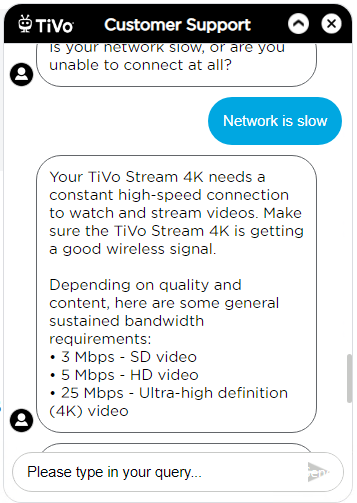 TiVo Customer Support
is your network slow, or are you
unable to connect at all?
Network is slow
Your TiVo Stream 4K needs a
constant high-speed connection
to watch and stream videos. Make
sure the TiVo Stream 4K is getting
a good wireless signal.
Depending on quality and
content, here are some general
sustained bandwidth
requirements:
• 3 Mbps - SD video
• 5 Mbps - HD video
• 25 Mbps - Ultra-high definition
(4K) video
Please type in your query...